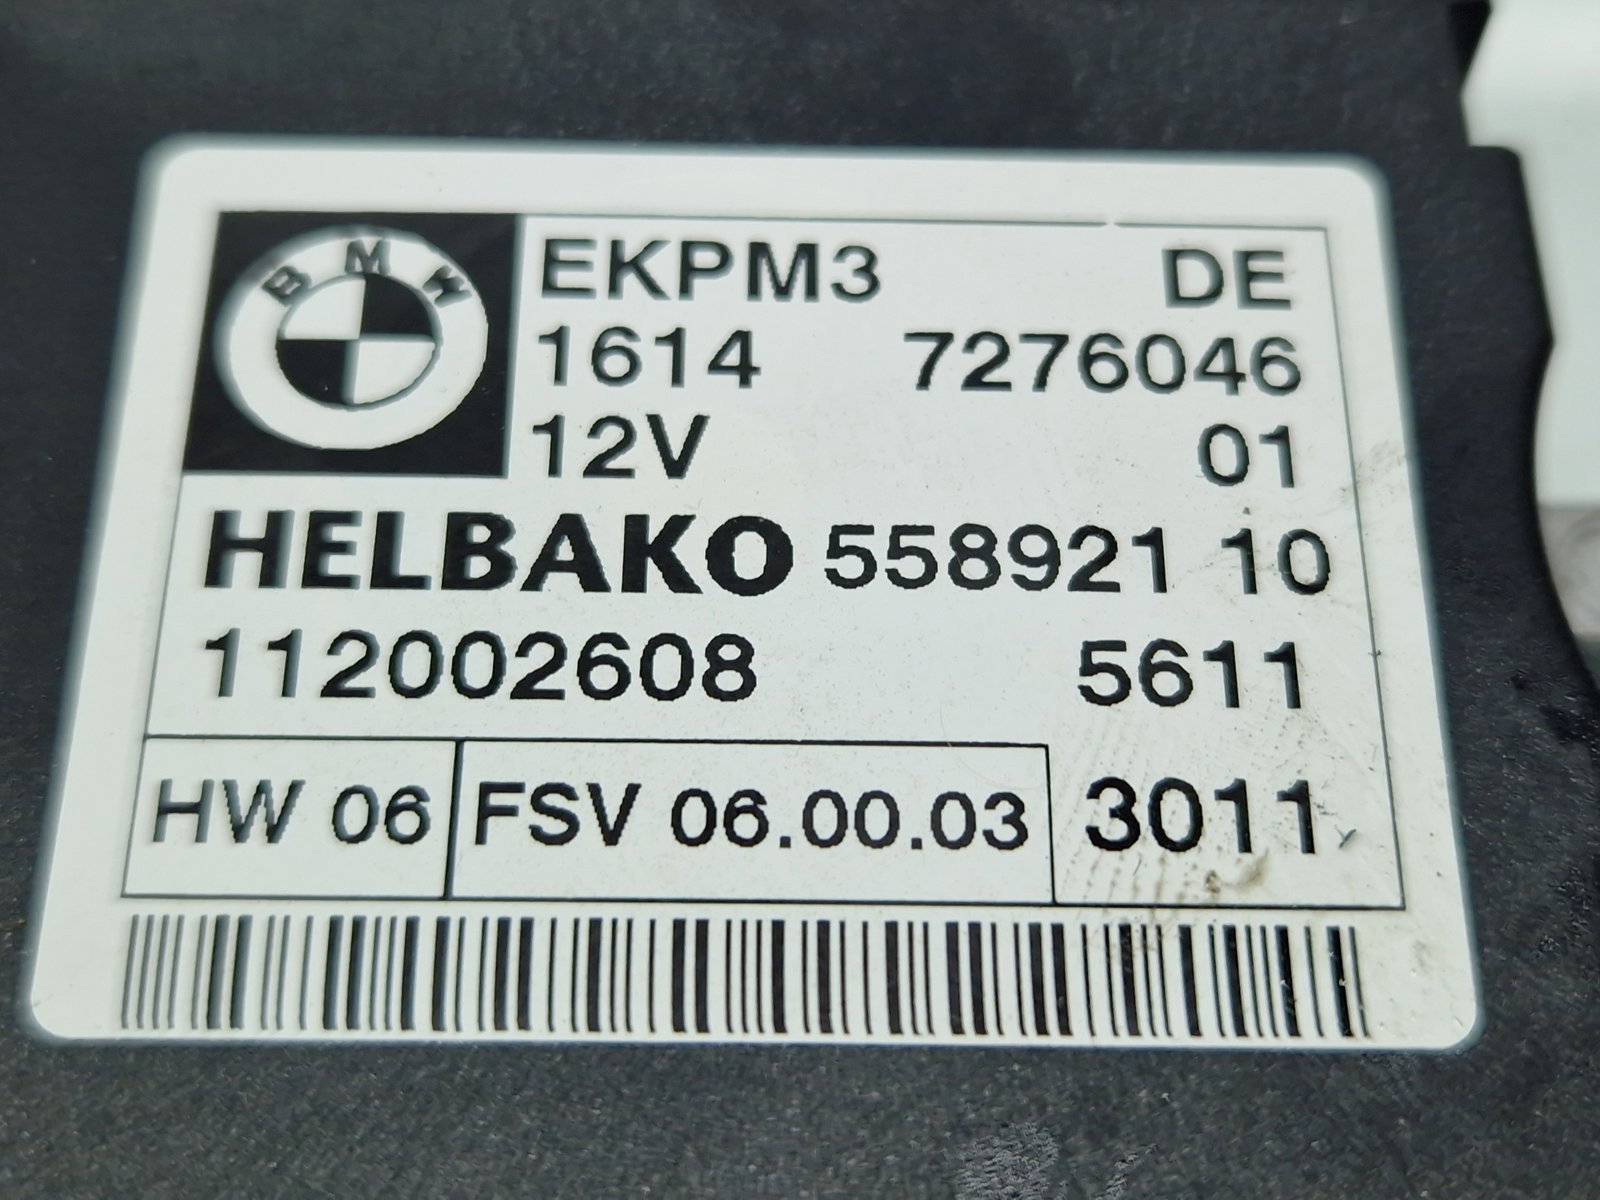 BMW
EKPM3 DE
1614 7276046
12V 01
HELBAKO 558921 10
112002608 5611
HW 06 FSV 06.00.03 3011